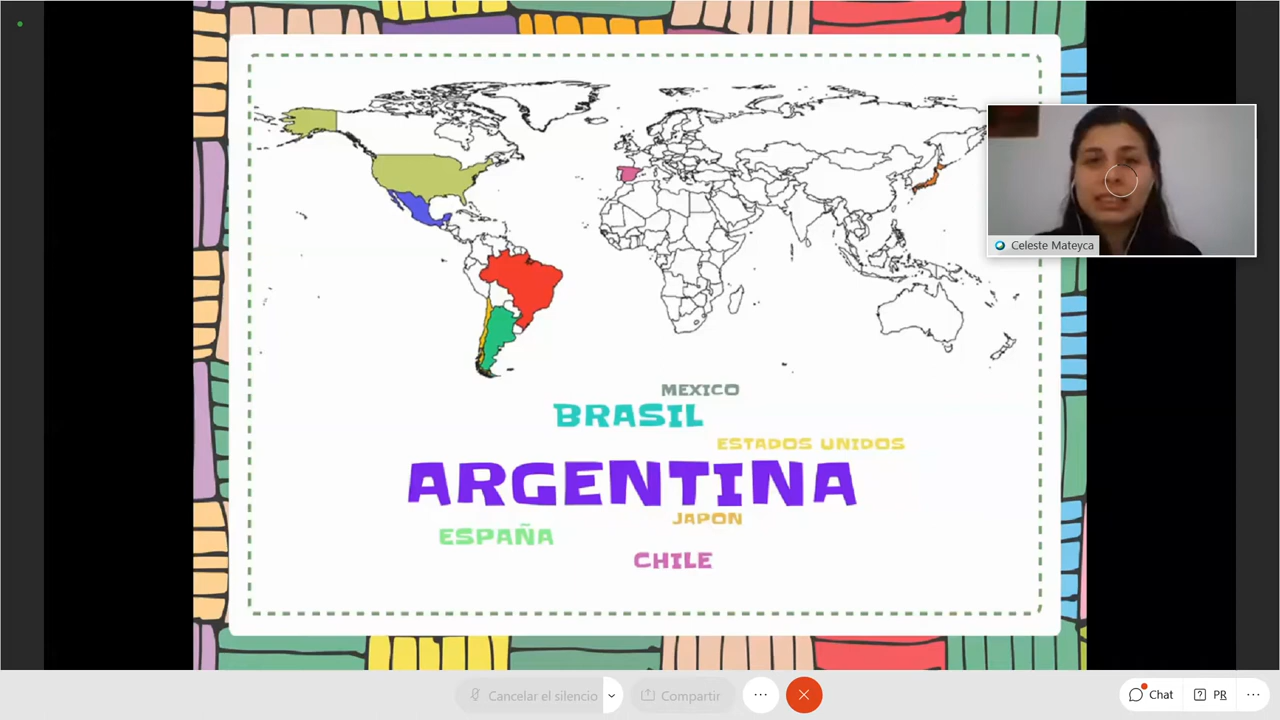 Celeste Mateyca
MEXICO
BRASIL
ESTADOS UNIDOS
ARGENTINA
JAPON
ESPAÑA
CHILE
Cancelar el silencio
Compartir
Chat
PR